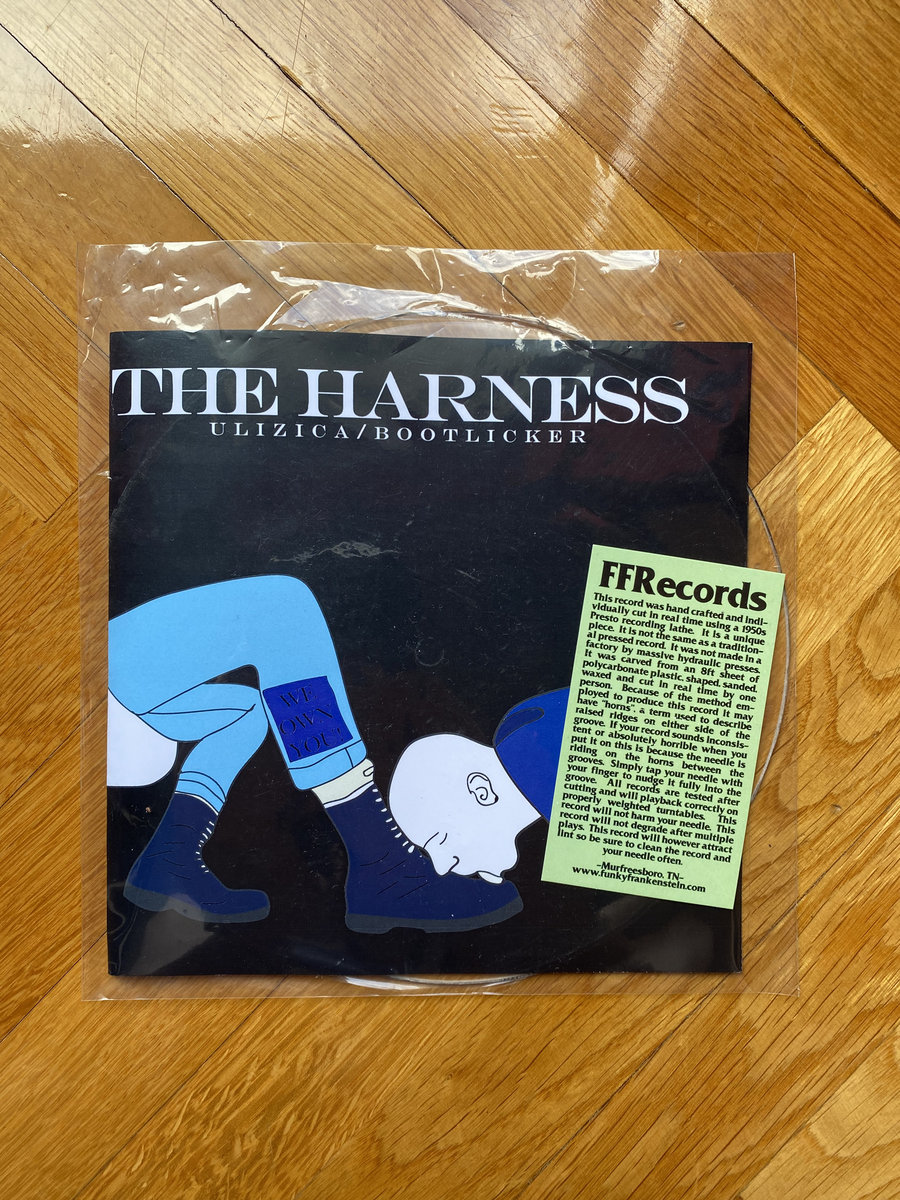 THE HARNESS
ULIZICA/BOOTLICKER
WE
OWN
YOU
FFRecords
This record was hand crafted and indi-
vidually cut in real time using a 1950s
Presto recording lathe. It is a unique
piece. It is not the same as a tradition-
al pressed record. It was not made in a
factory by massive hydraulic presses.
It was carved from an 8ft sheet of
polycarbonate plastic, shaped, sanded,
waxed and cut in real time by one
person. Because of the method em-
ployed to produce this record it may
have "horns", a term used to describe
raised ridges on either side of the
groove. If your record sounds inconsis-
tent or absolutely horrible when you
put it on this is because the needle is
riding on the horns between the
grooves. Simply tap your needle with
your finger to nudge it fully into the
groove. All records are tested after
cutting and will playback correctly on
properly weighted turntables. This
record will not harm your needle. This
record will not degrade after multiple
plays. This record will however attract
lint so be sure to clean the record and
your needle often.
-Murfreesboro, TN-
www.funkyfrankenstein.com